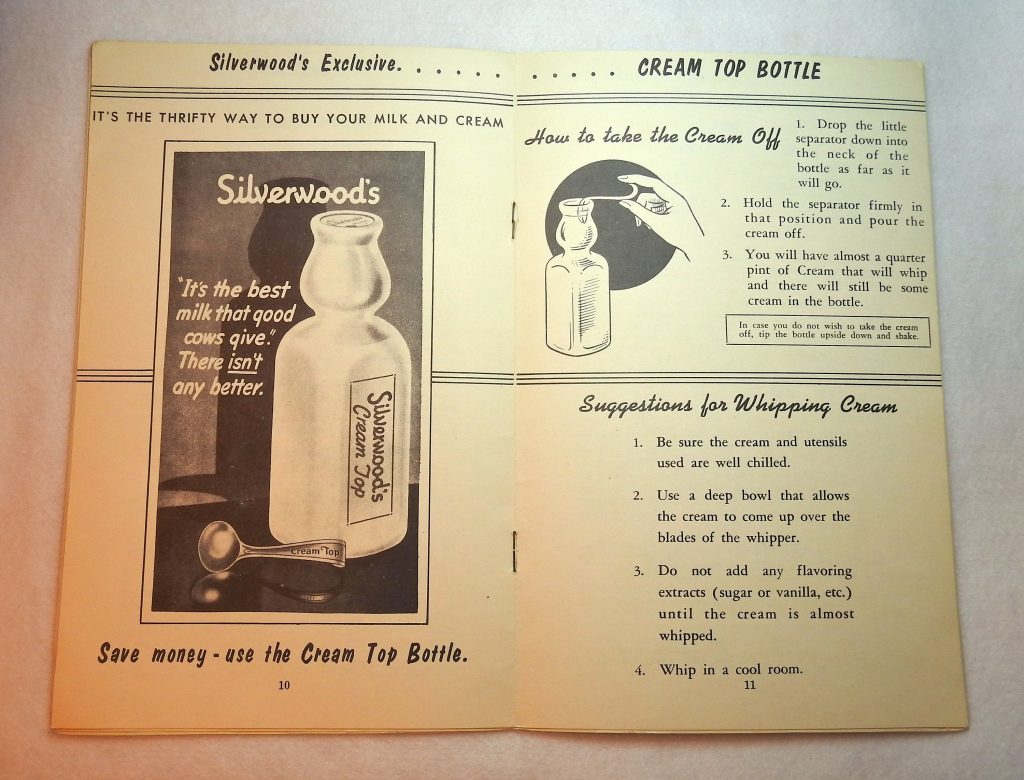 Silverwood's Exclusive. . . . . .
IT'S THE THRIFTY WAY TO BUY YOUR MILK AND CREAM
Silverwood's
"It's the best
milk that good
cows give."
There isn't
any better.
Silverwood's
Cream Top
Cream Top
Save money - use the Cream Top Bottle.
10
. . . . . . CREAM TOP BOTTLE
How to take the Cream Off
1. Drop the little
separator down into
the neck of the
bottle as far as it
will go.
2. Hold the separator firmly in
that position and pour the
cream off.
3. You will have almost a quarter
pint of Cream that will whip
and there will still be some
cream in the bottle.
In case you do not wish to take the cream
off, tip the bottle upside down and shake.
Suggestions for Whipping Cream
1. Be sure the cream and utensils
used are well chilled.
2. Use a deep bowl that allows
the cream to come up over the
blades of the whipper.
3. Do not add any flavoring
extracts (sugar or vanilla, etc.)
until the cream is almost
whipped.
4. Whip in a cool room.
11